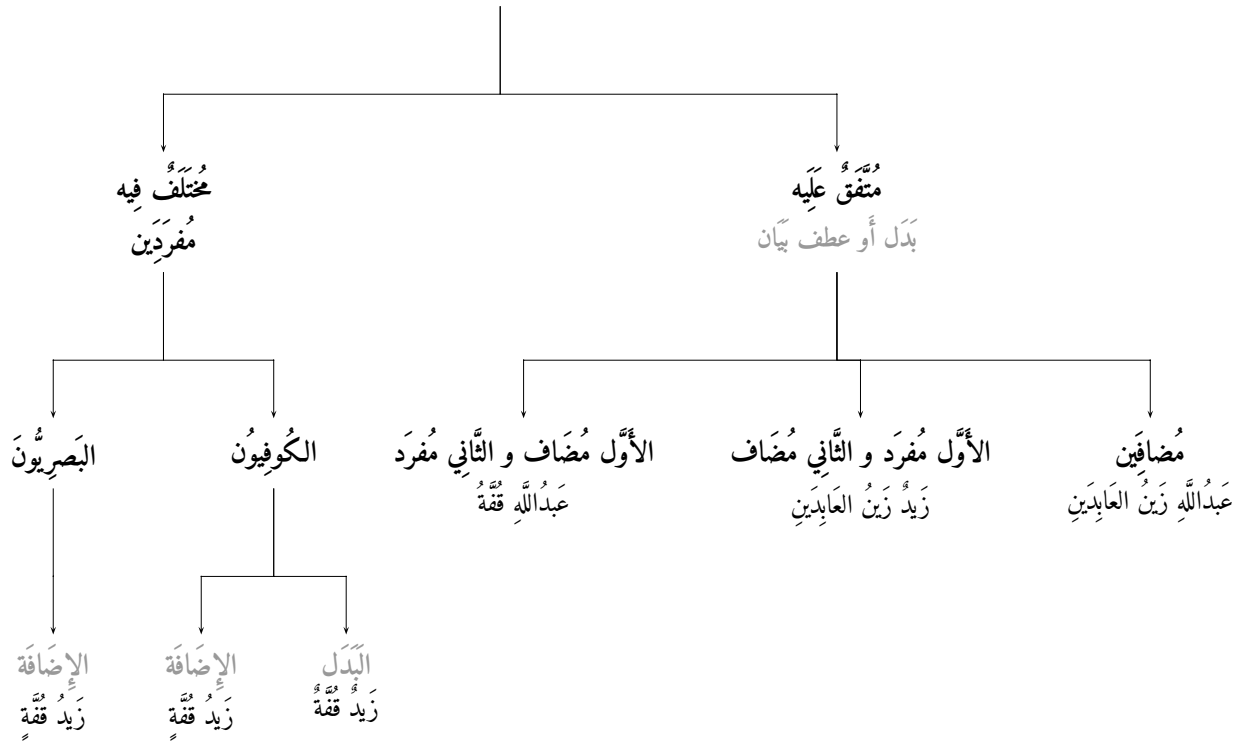 مُتَّفَقٌ عَلَيه
بَدَل أَو عطف بَيَان
مُختَلَفٌ فِيه
مُفرَدَين
مُضافَين
عَبدُاللَّهِ زَينُ العَابِدَينِ
الأَوَّل مُفرَد و الثَّانِي مُضَاف
زَيدٌ زَينُ العَابِدَينِ
الأَوَّل مُضَاف و الثَّانِي مُفرَد
عَبدُاللَّهِ قُفَّةُ
الكُوفِيوُن
البَصرِيُّونَ
البَدَل
زَيدٌ قُفَّةٌ
الإِضَافَة
زَيدُ قُفَّةٍ
الإِضَافَة
زَيدُ قُفَّةٍ